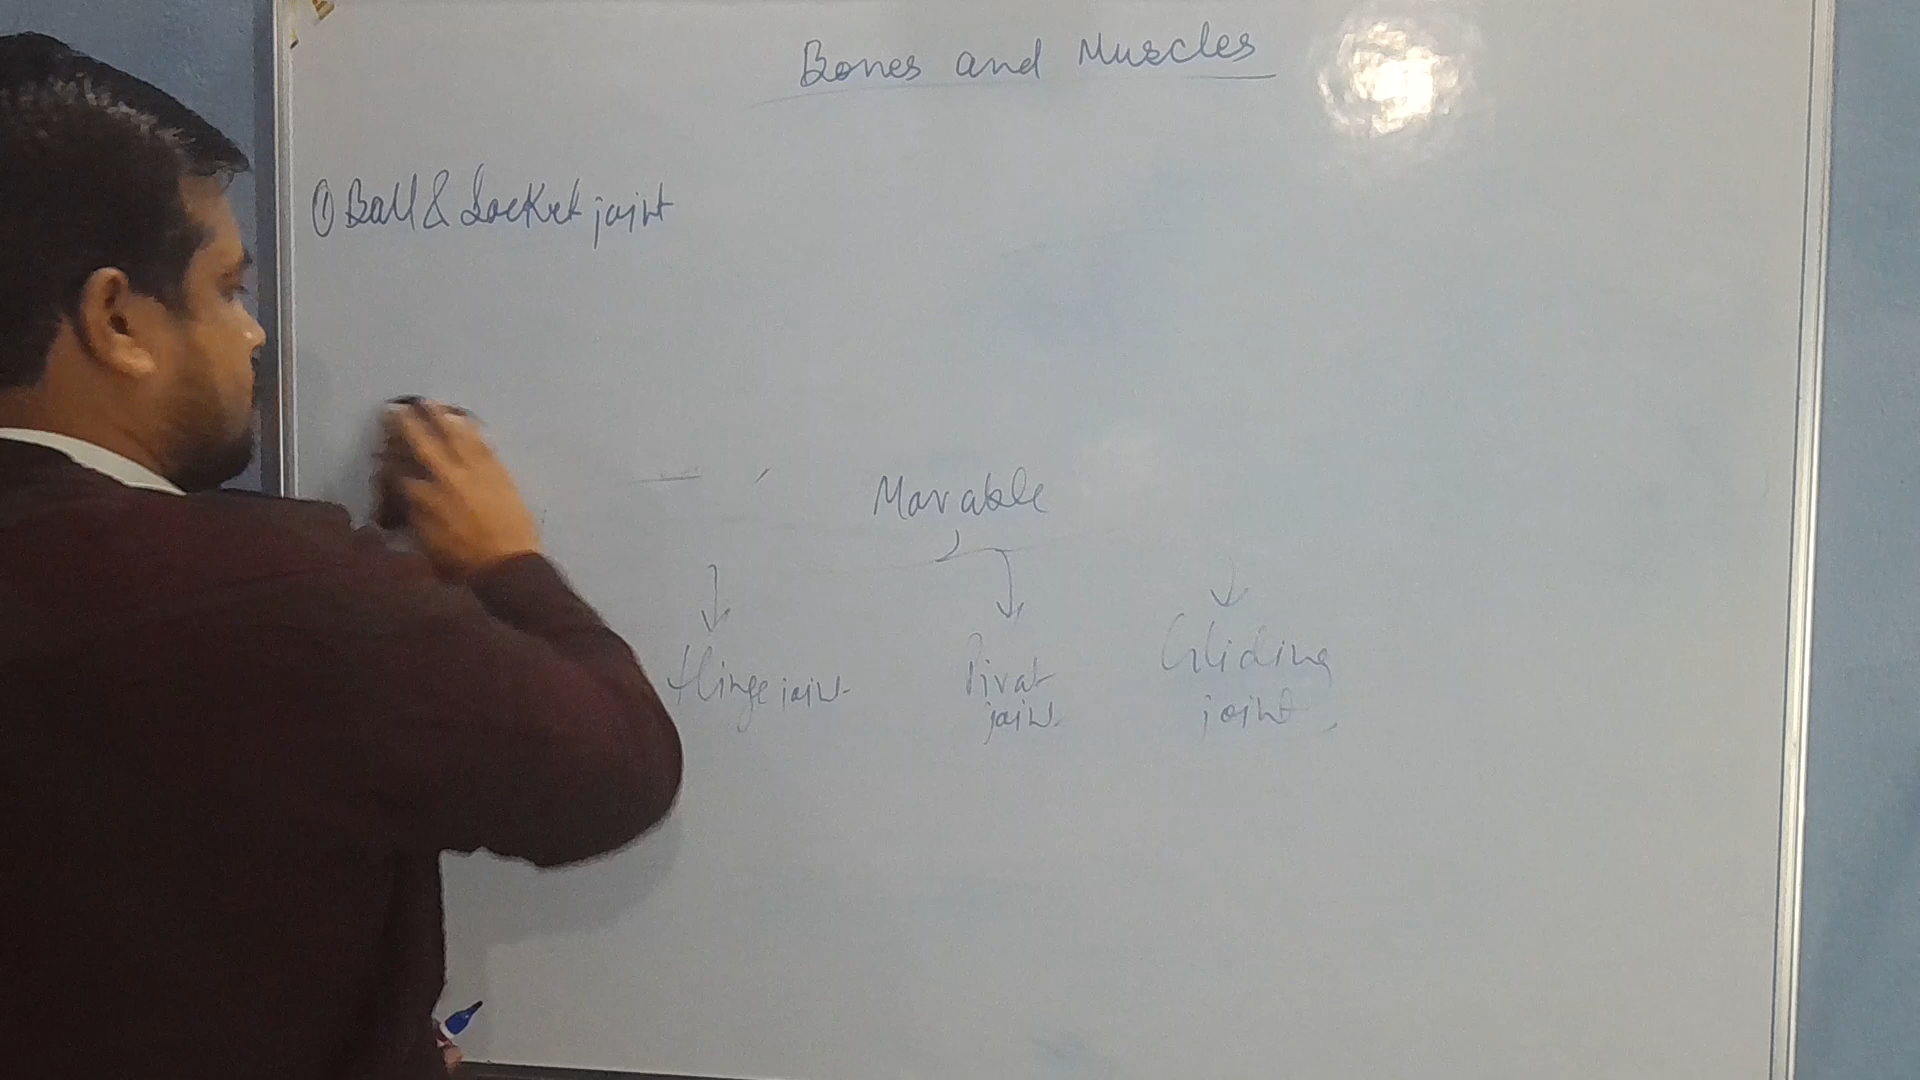 Bones and Muscles
① Ball & Socket joint
Movable
Hinge joint
Pivot
joint
Gliding
joint